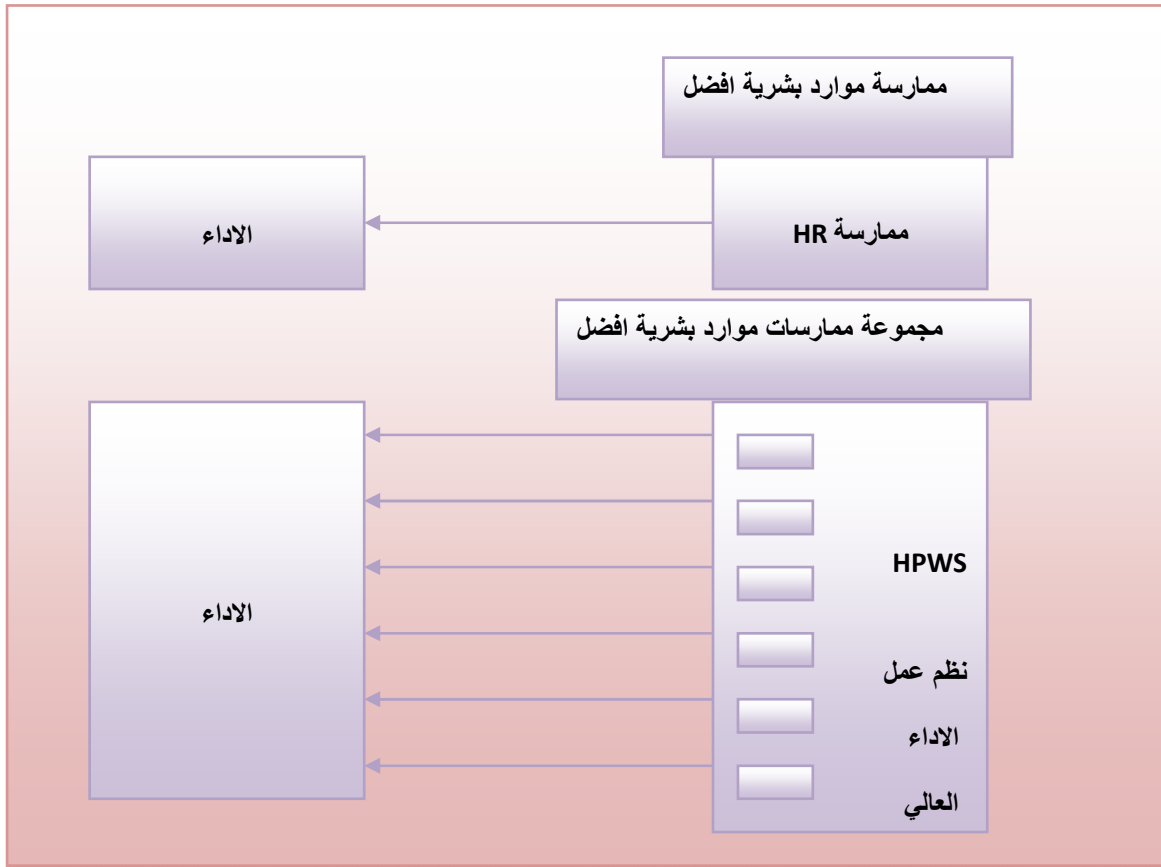 ممارسة موارد بشرية افضل
ممارسة HR
الاداء
مجموعة ممارسات موارد بشرية افضل
HPWS
نظم عمل
الاداء
العالي
الاداء